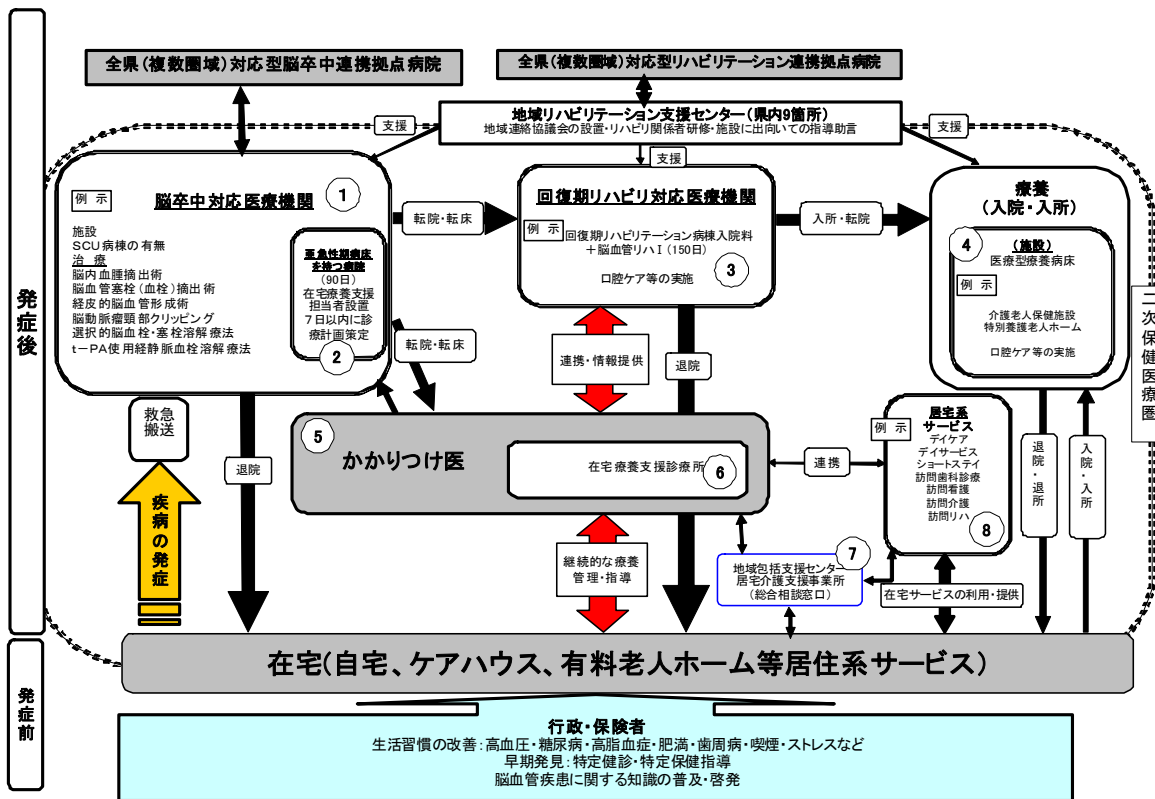 全県(複数圏域)対応型脳卒中連携拠点病院
全県(複数圏域)対応型リハビリテーション連携拠点病院
地域リハビリテーション支援センター(県内9箇所)
地域連絡協議会の設置・リハビリ関係者研修・施設に出向いての指導助言
支援
支援
支援
発症後
二次保健医療圏
脳卒中対応医療機関
1
例 示
施設
SCU病棟の有無
治 療
脳内血腫摘出術
脳血管塞栓(血栓)摘出術
経皮的脳血管形成術
脳動脈瘤頸部クリッピング
選択的脳血栓・塞栓溶解療法
t-PA使用経静脈血栓溶解療法
亜急性期病床
を持つ病院
(90日)
在宅療養支援
担当者設置
7日以内に診
療計画策定
2
転院・転床
転院・転床
回復期リハビリ対応医療機関
例 示
回復期リハビリテーション病棟入院料
+脳血管リハⅠ(150日)
口腔ケア等の実施
3
入所・転院
療養
(入院・入所)
4
(施設)
医療型療養病床
例 示
介護老人保健施設
特別養護老人ホーム
口腔ケア等の実施
連携・情報提供
退院
救急
搬送
疾病の発症
退院
5
かかりつけ医
在宅療養支援診療所
6
連携
居宅系
サービス
例 示
デイケア
デイサービス
ショートステイ
訪問歯科診療
訪問看護
訪問介護
訪問リハ
8
退院・退所
入院・入所
継続的な療養
管理・指導
7
地域包括支援センター
居宅介護支援事業所
(総合相談窓口)
在宅サービスの利用・提供
発症前
在宅(自宅、ケアハウス、有料老人ホーム等居住系サービス)
行政・保険者
生活習慣の改善:高血圧・糖尿病・高脂血症・肥満・歯周病・喫煙・ストレスなど
早期発見:特定健診・特定保健指導
脳血管疾患に関する知識の普及・啓発